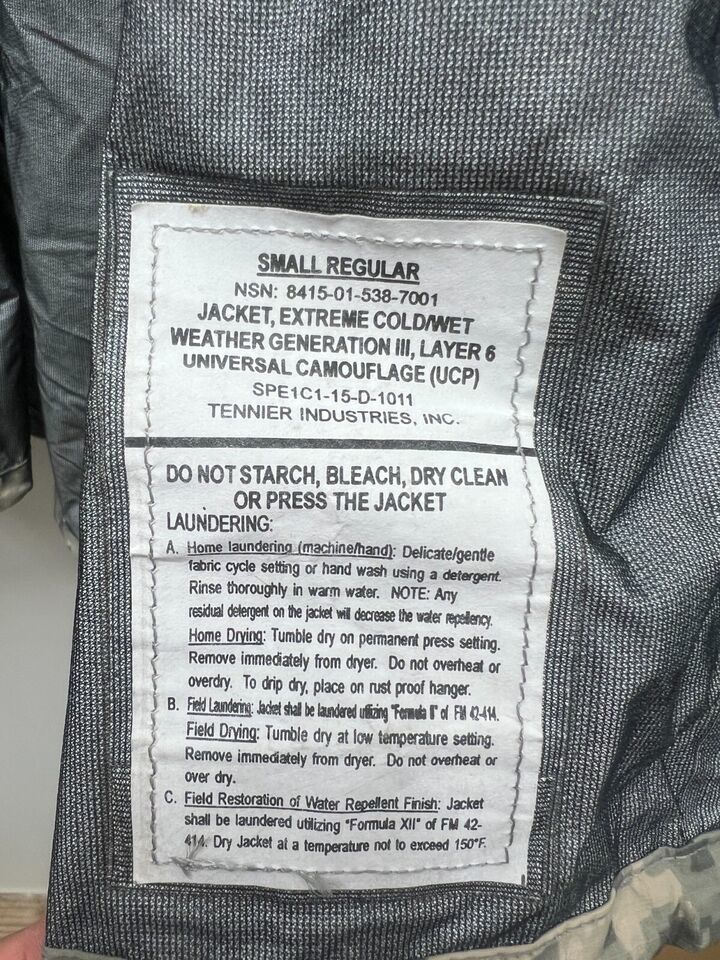 SMALL REGULAR
NSN: 8415-01-538-7001
JACKET, EXTREME COLD/WET
WEATHER GENERATION III, LAYER 6
UNIVERSAL CAMOUFLAGE (UCP)
SPE1C1-15-D-1011
TENNIER INDUSTRIES, INC.
DO NOT STARCH, BLEACH, DRY CLEAN
OR PRESS THE JACKET
LAUNDERING:
A. Home laundering (machine/hand): Delicate/gentle
fabric cycle setting or hand wash using a detergent.
Rinse thoroughly in warm water. NOTE: Any
residual detergent on the jacket will decrease the water repellency.
Home Drying: Tumble dry on permanent press setting.
Remove immediately from dryer. Do not overheat or
overdry. To drip dry, place on rust proof hanger.
B. Field Laundering: Jacket shall be laundered utilizing "Formula II" of FM 42-414.
Field Drying: Tumble dry at low temperature setting.
Remove immediately from dryer. Do not overheat or
over dry.
C. Field Restoration of Water Repellent Finish: Jacket
shall be laundered utilizing "Formula XII" of FM 42-
414. Dry Jacket at a temperature not to exceed 150°F.